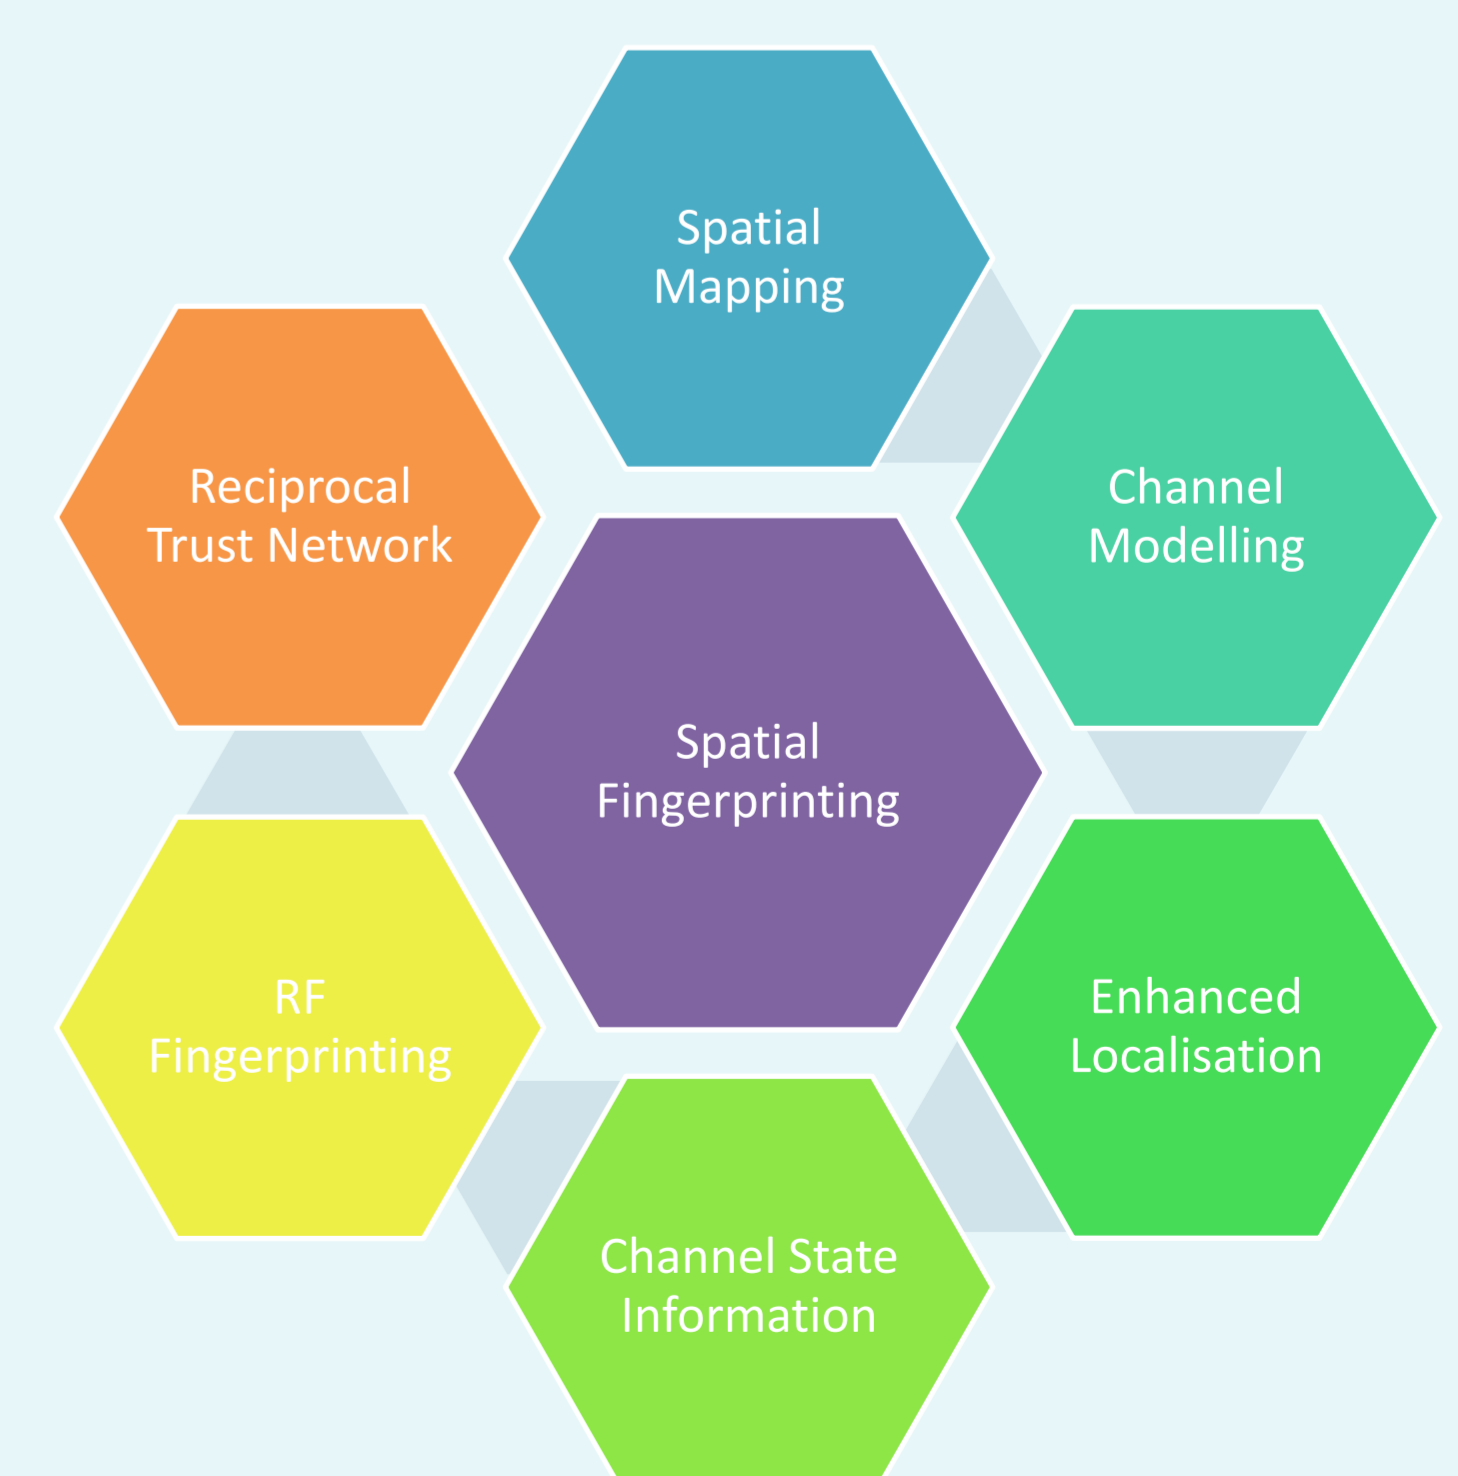 Spatial
Mapping
Reciprocal
Trust Network
Channel
Modelling
Spatial
Fingerprinting
RF
Fingerprinting
Enhanced
Localisation
Channel State
Information